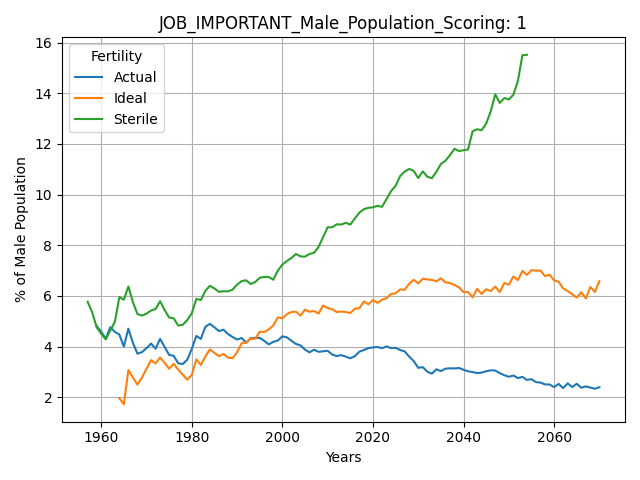 JOB_IMPORTANT_Male_Population_Scoring: 1
16
14
12
10
8
6
4
2
% of Male Population
Fertility
Actual
Ideal
Sterile
1960 1980 2000 2020 2040 2060
Years